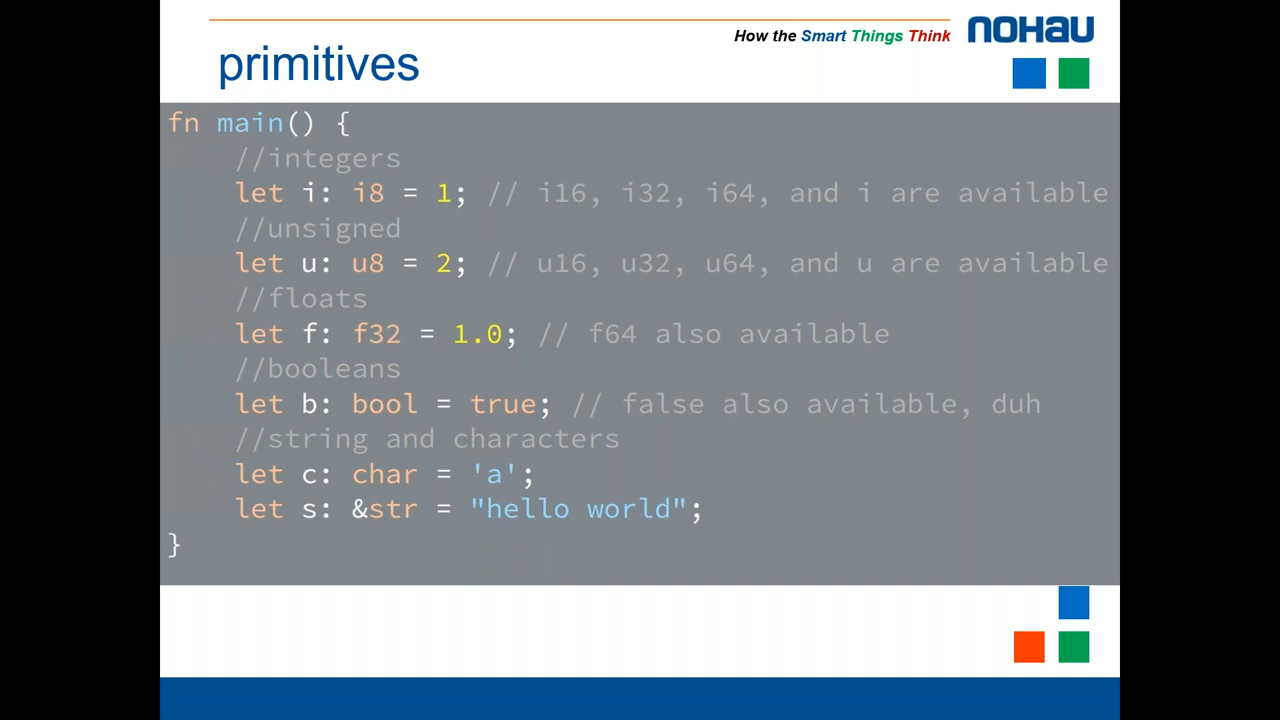 How the Smart Things Think
NOHAU
primitives
fn main() {
    //integers
    let i: i8 = 1; // i16, i32, i64, and i are available
    //unsigned
    let u: u8 = 2; // u16, u32, u64, and u are available
    //floats
    let f: f32 = 1.0; // f64 also available
    //booleans
    let b: bool = true; // false also available, duh
    //string and characters
    let c: char = 'a';
    let s: &str = "hello world";
}